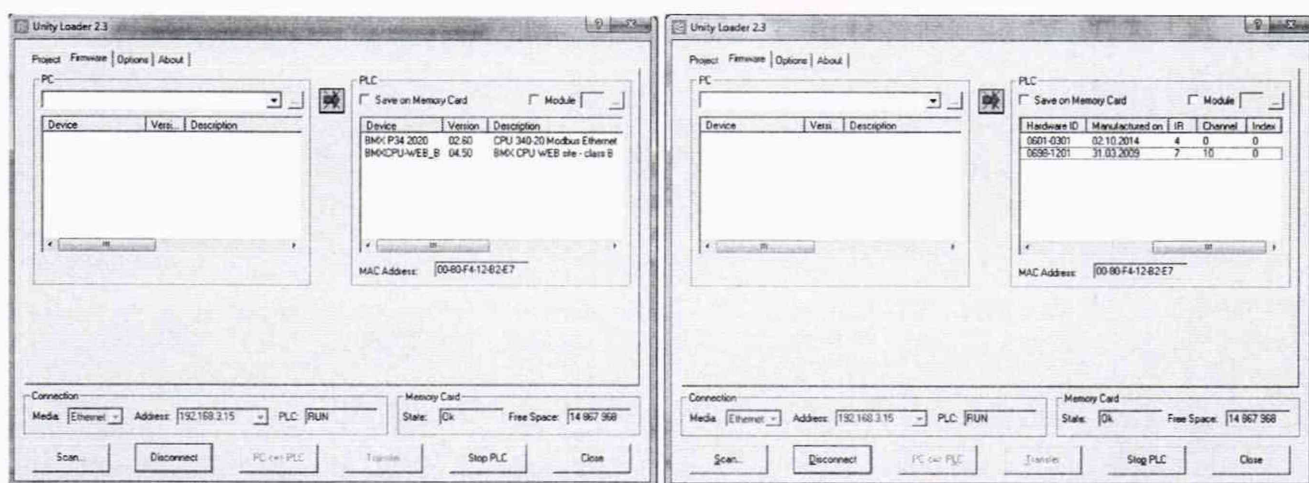 Unity Loader 2.3
Project Firmware Options About
PC
PLC
Save on Memory Card Module ...
Device Versi... Description
Device Version Description
BMX P34 2020 02.60 CPU 340-20 Modbus Ethernet
BMXCPU-WEB_B 04.50 BMX CPU WEB site - class B
MAC Address: 00-80-F4-12-B2-E7
Connection
Media: Ethernet Address: 192.168.3.15 PLC: RUN
Memory Card
State: Ok Free Space: 14 867 968
Scan... Disconnect PC <=> PLC Transfer Stop PLC Close
Unity Loader 2.3
Project Firmware Options About
PC
PLC
Save on Memory Card Module ...
Device Versi... Description
Hardware ID Manufactured on IR Channel Index
0601-0301 02.10.2014 4 0 0
0698-1201 31.03.2009 7 10 0
MAC Address: 00-80-F4-12-B2-E7
Connection
Media: Ethernet Address: 192.168.3.15 PLC: RUN
Memory Card
State: Ok Free Space: 14 867 968
Scan... Disconnect PC <=> PLC Transfer Stop PLC Close